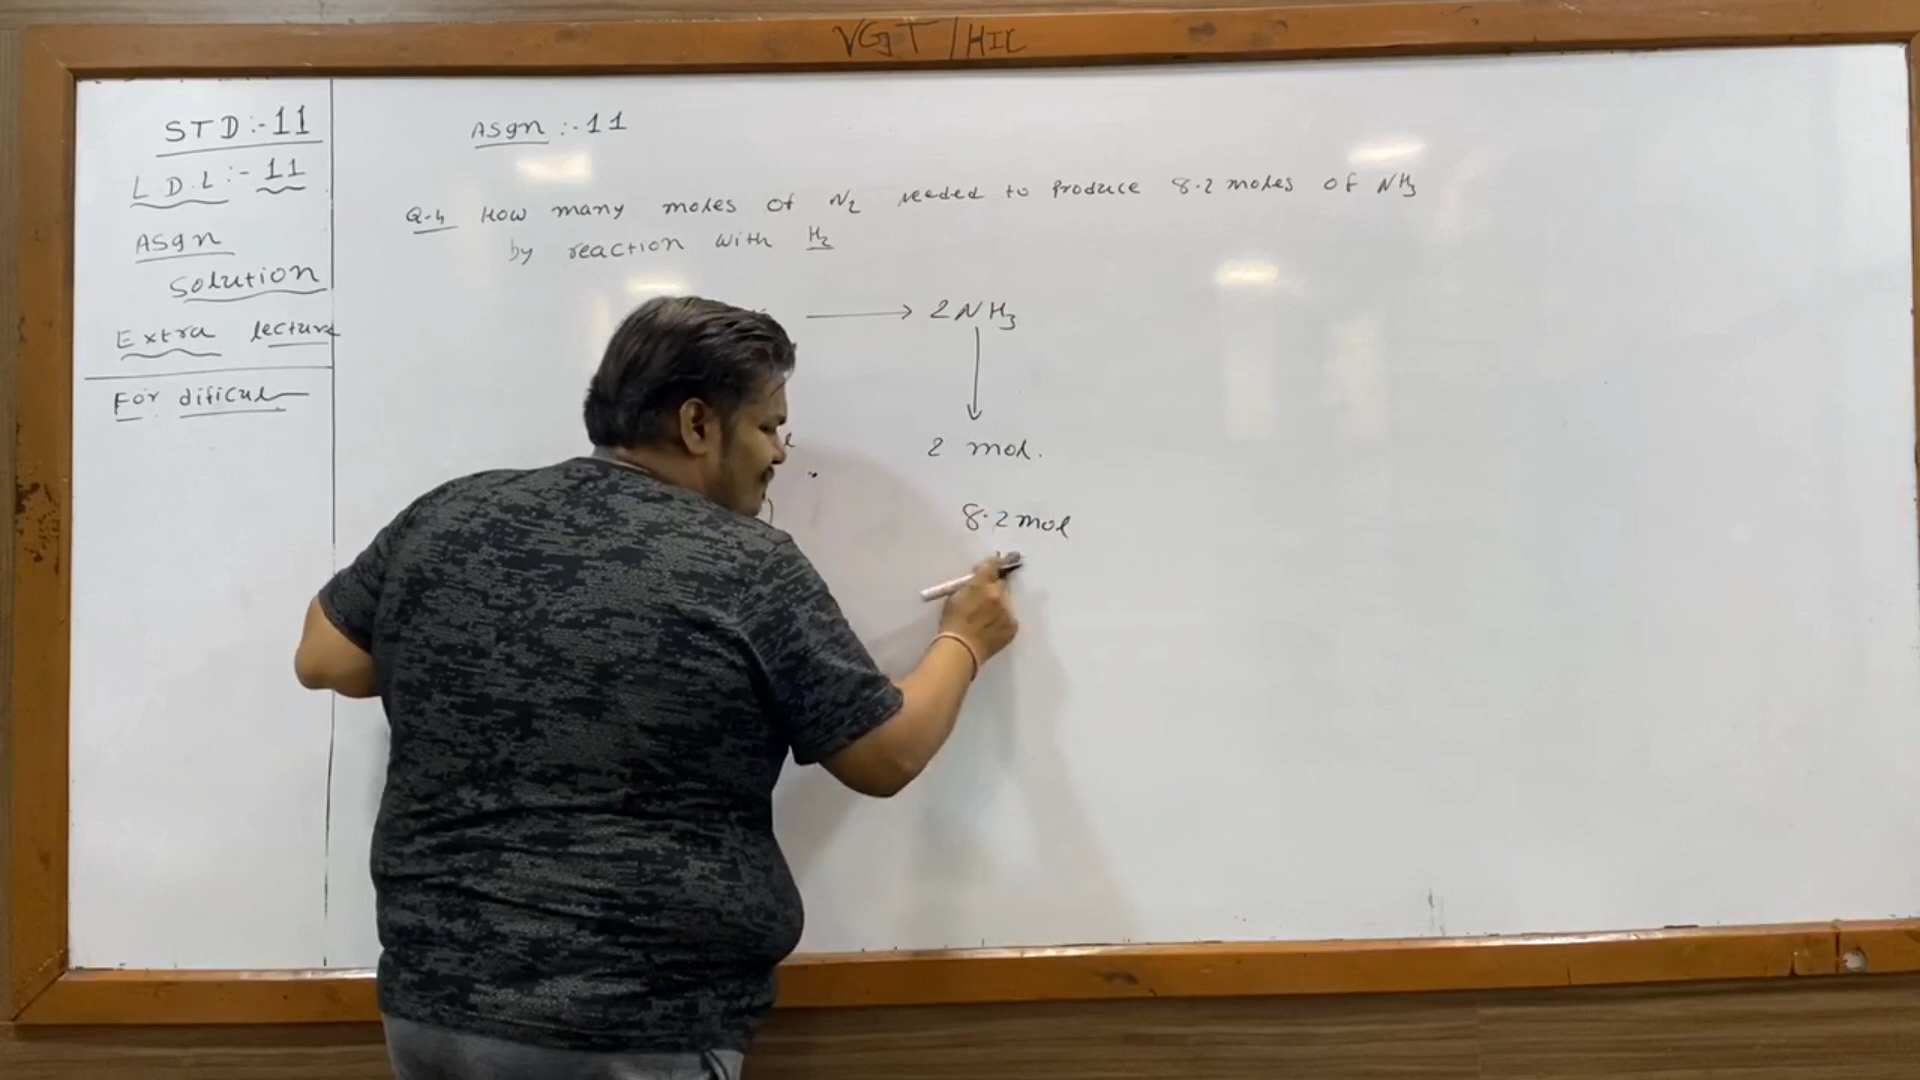 VGT/HIL
STD:-11
L D.L:- 11
ASgn
Solution
Extra lecture
For dificul
ASgn :-11
Q-4 How many moles of N2 needed to Produce 8.2 moles of NH3
by reaction with H2
⟶ 2NH3
2 mol.
8.2 mol